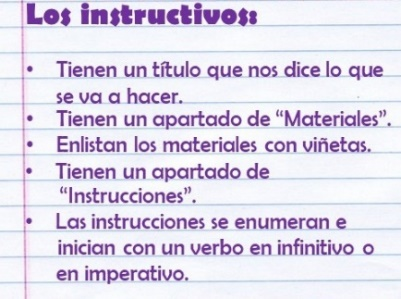 Los instructivos:
• Tienen un título que nos dice lo que
se va a hacer.
• Tienen un apartado de “Materiales”.
• Enlistan los materiales con viñetas.
• Tienen un apartado de
“Instrucciones”.
• Las instrucciones se enumeran e
inician con un verbo en infinitivo o
en imperativo.